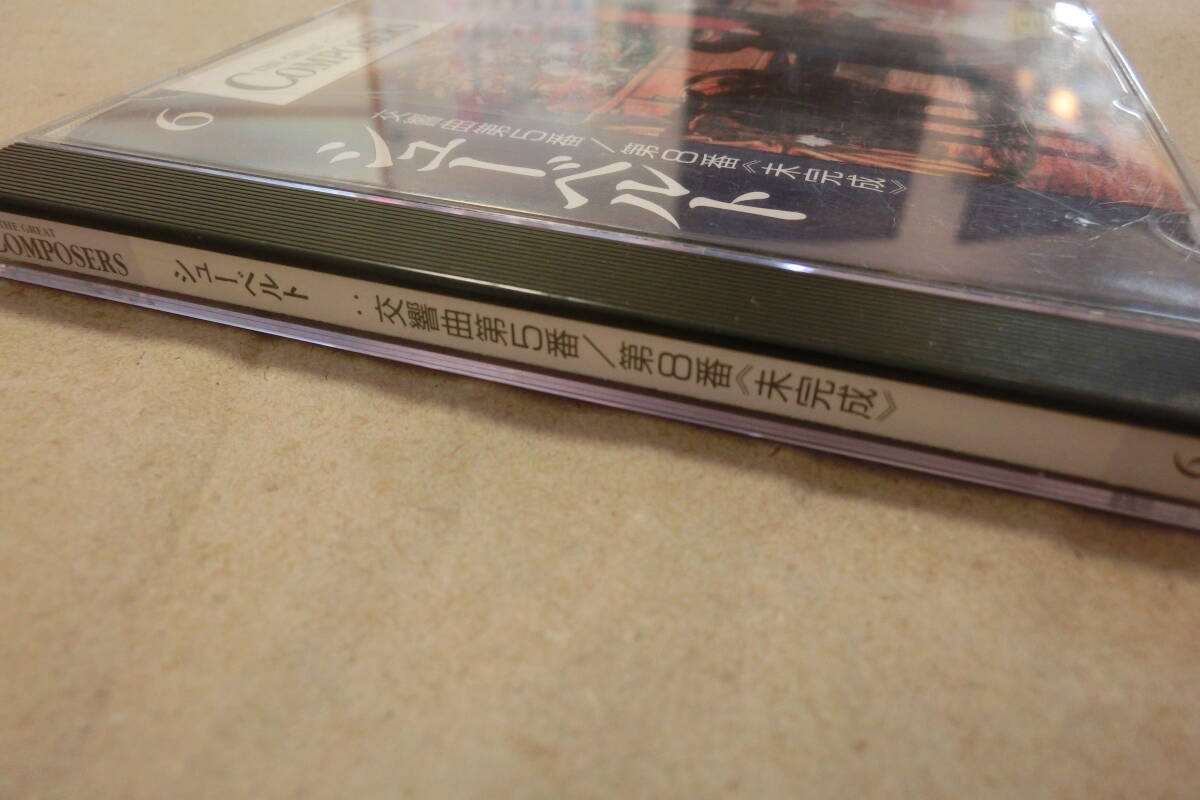 THE GREAT
COMPOSERS
6
シューベルト
交響曲第5番/第8番《未完成》
THE GREAT
COMPOSERS
シューベルト :交響曲第5番/第8番《未完成》
6